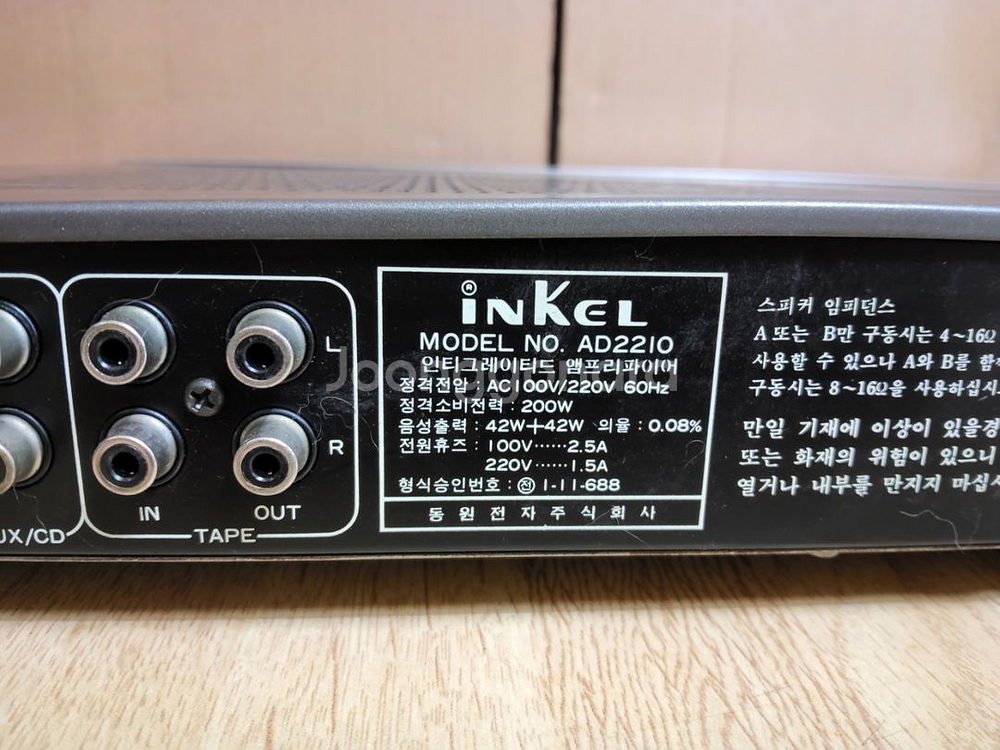 L
R
IN OUT
UX/CD
TAPE
® inKEL
MODEL NO. AD2210
인티그레이티드 앰프리파이어
정격전압 : AC100V/220V 60Hz
정격소비전력 : 200W
음성출력 : 42W+42W 의율 : 0.08%
전원휴즈 : 100V……2.5A
220V……1.5A
형식승인번호 : 전 1-11-688
동원전자주식회사
스피커 임피던스
A 또는 B만 구동시는 4~16Ω
사용할 수 있으나 A와 B를 함
구동시는 8~16Ω을 사용하십시
만일 기재에 이상이 있을경
또는 화재의 위험이 있으니
열거나 내부를 만지지 마십시